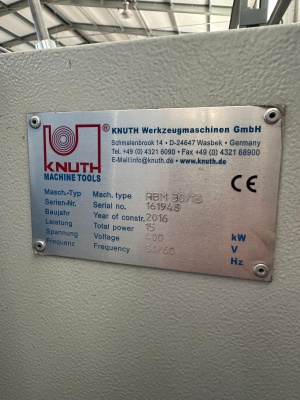 KNUTH
MACHINE TOOLS
®
KNUTH Werkzeugmaschinen GmbH
Schmalenbrook 14 • D-24647 Wasbek • Germany
Tel. +49 (0) 4321 6090 • Fax +49 (0) 4321 68900
E-Mail:info@knuth.de • www.knuth.de
CE
Masch.-Typ Mach. type RBM
Serien-Nr. Serial no. 161948
Baujahr Year of constr. 2016
Leistung Total power 15 kW
Spannung Voltage 400 V
Frequenz Frequency 50/60 Hz